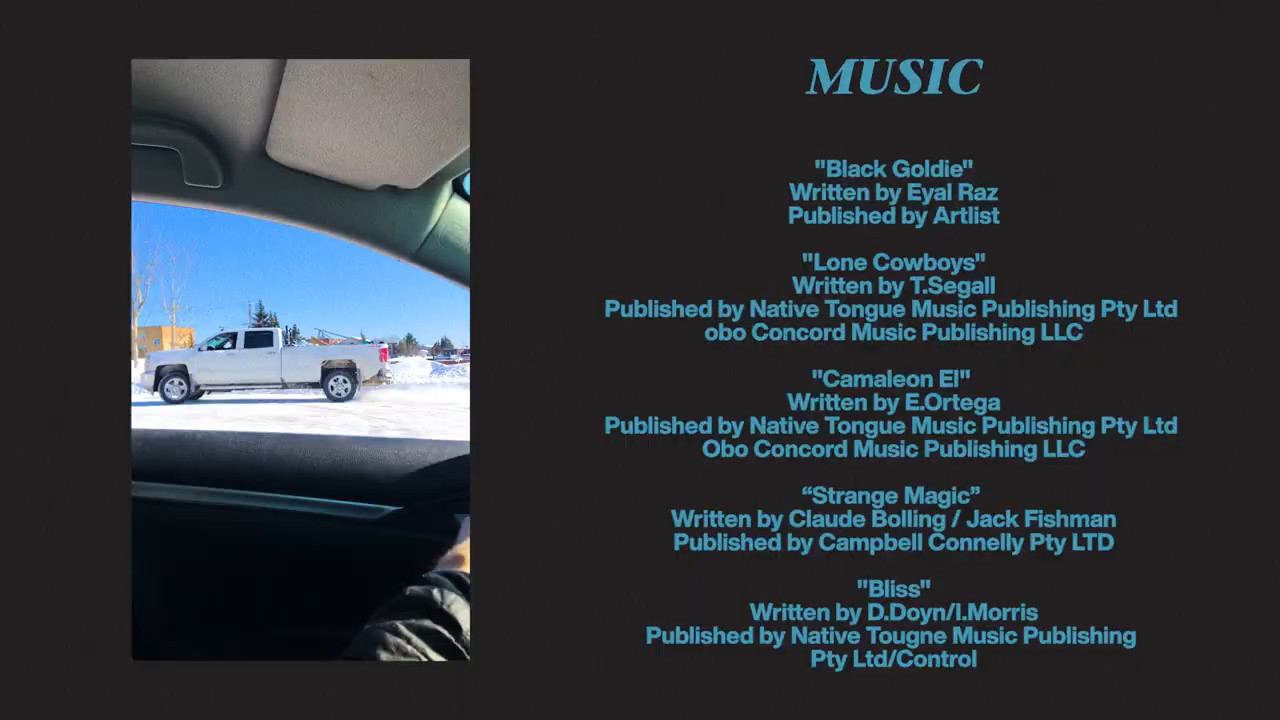 MUSIC
"Black Goldie"
Written by Eyal Raz
Published by Artlist
"Lone Cowboys"
Written by T.Segall
Published by Native Tongue Music Publishing Pty Ltd
obo Concord Music Publishing LLC
"Camaleon El"
Written by E.Ortega
Published by Native Tongue Music Publishing Pty Ltd
Obo Concord Music Publishing LLC
“Strange Magic”
Written by Claude Bolling / Jack Fishman
Published by Campbell Connelly Pty LTD
"Bliss"
Written by D.Doyn/I.Morris
Published by Native Tougne Music Publishing
Pty Ltd/Control